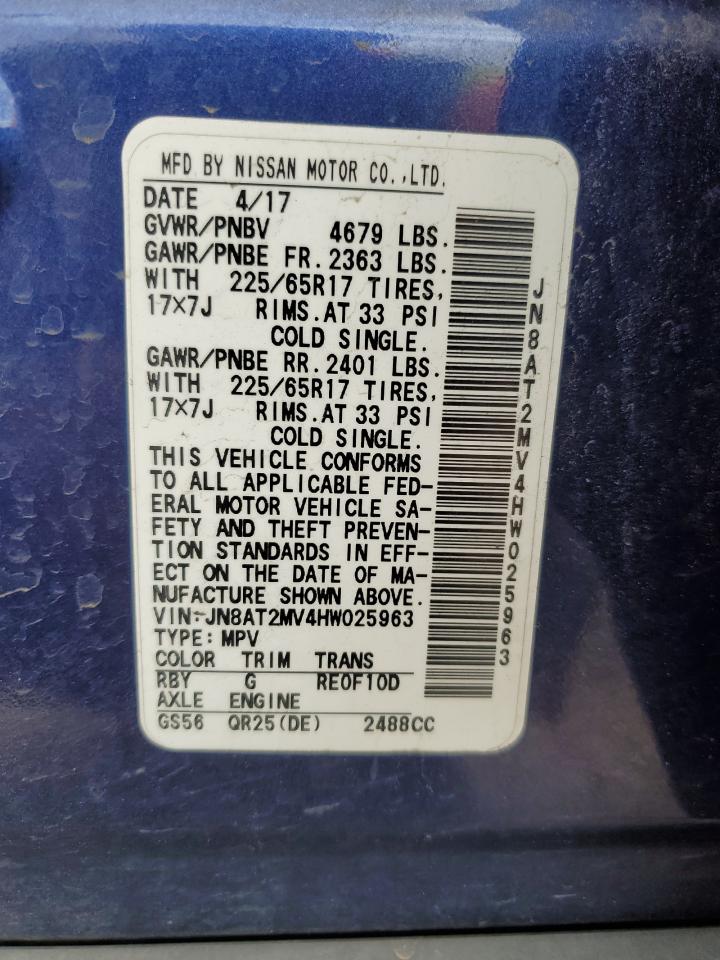 MFD BY NISSAN MOTOR CO.,LTD.
DATE 4/17
GVWR/PNBV 4679 LBS.
GAWR/PNBE FR.2363 LBS.
WITH 225/65R17 TIRES,
17X7J RIMS.AT 33 PSI
COLD SINGLE.
GAWR/PNBE RR.2401 LBS.
WITH 225/65R17 TIRES,
17X7J RIMS.AT 33 PSI
COLD SINGLE.
THIS VEHICLE CONFORMS
TO ALL APPLICABLE FED-
ERAL MOTOR VEHICLE SA-
FETY AND THEFT PREVEN-
TION STANDARDS IN EFF-
ECT ON THE DATE OF MA-
NUFACTURE SHOWN ABOVE.
VIN:JN8AT2MV4HW025963
TYPE:MPV
COLOR TRIM TRANS
RBY G RE0F10D
AXLE ENGINE
GS56 QR25(DE) 2488CC
JN8AT2MV4HW025963